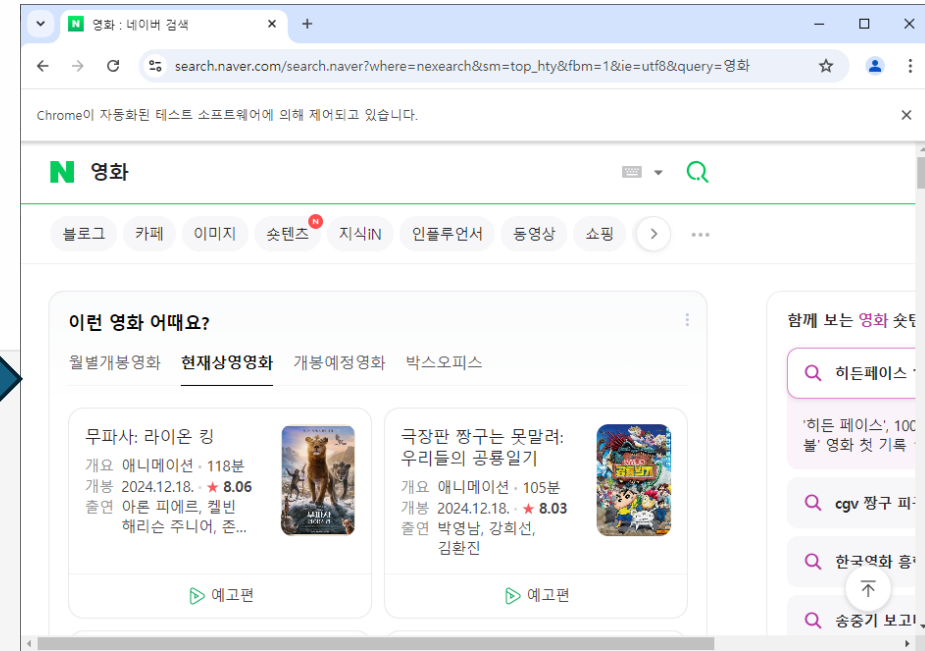 영화 : 네이버 검색
search.naver.com/search.naver?where=nexearch&sm=top_hty&fbm=1&ie=utf8&query=영화
Chrome이 자동화된 테스트 소프트웨어에 의해 제어되고 있습니다.
N 영화
블로그 카페 이미지 숏텐츠 N 지식iN 인플루언서 동영상 쇼핑
이런 영화 어때요?
월별개봉영화 현재상영영화 개봉예정영화 박스오피스
무파사: 라이온 킹
개요 애니메이션 · 118분
개봉 2024.12.18. · ★ 8.06
출연 아론 피에르, 켈빈
해리슨 주니어, 존...
예고편
극장판 짱구는 못말려:
우리들의 공룡일기
개요 애니메이션 · 105분
개봉 2024.12.18. · ★ 8.03
출연 박영남, 강희선,
김환진
예고편
함께 보는 영화 숏텐
히든페이스
'히든 페이스', 100
불' 영화 첫 기록
cgv 짱구 피
한국영화 흥
송중기 보고